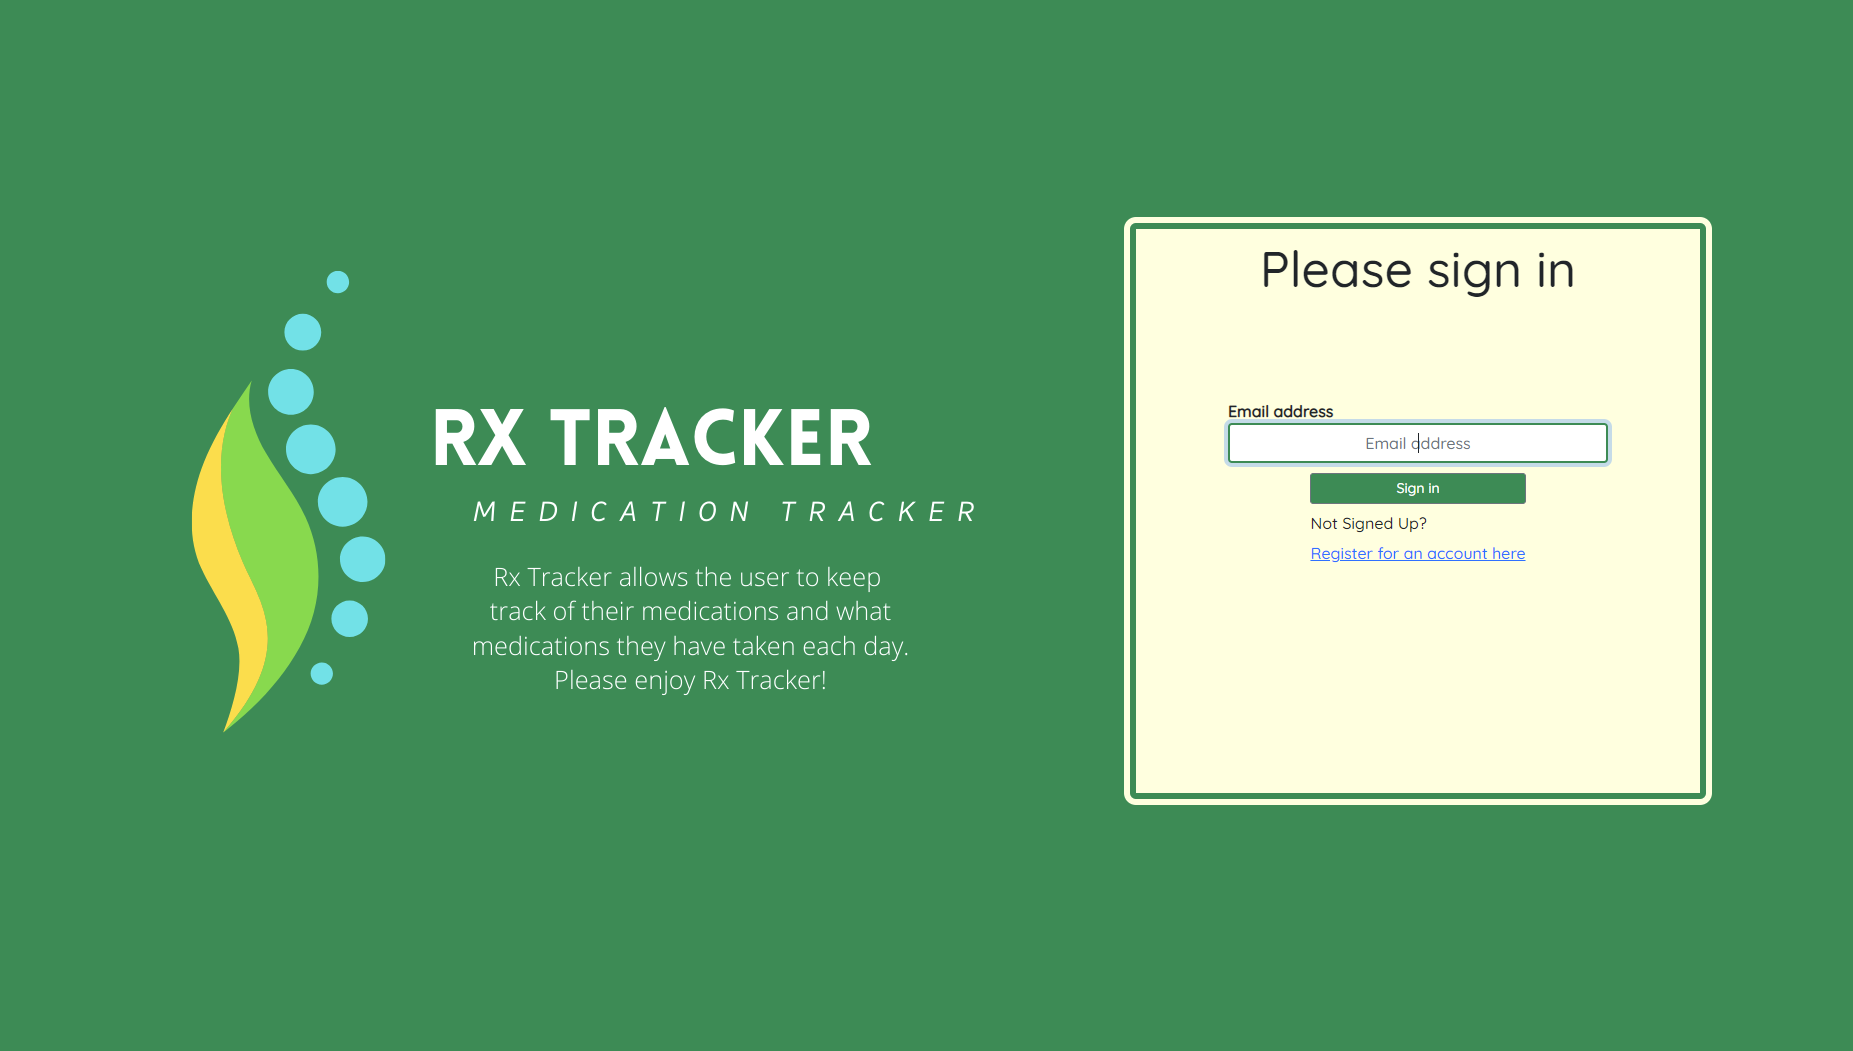 RX TRACKER
MEDICATION TRACKER
Rx Tracker allows the user to keep
track of their medications and what
medications they have taken each day.
Please enjoy Rx Tracker!
Please sign in
Email address
Email address
Sign in
Not Signed Up?
Register for an account here